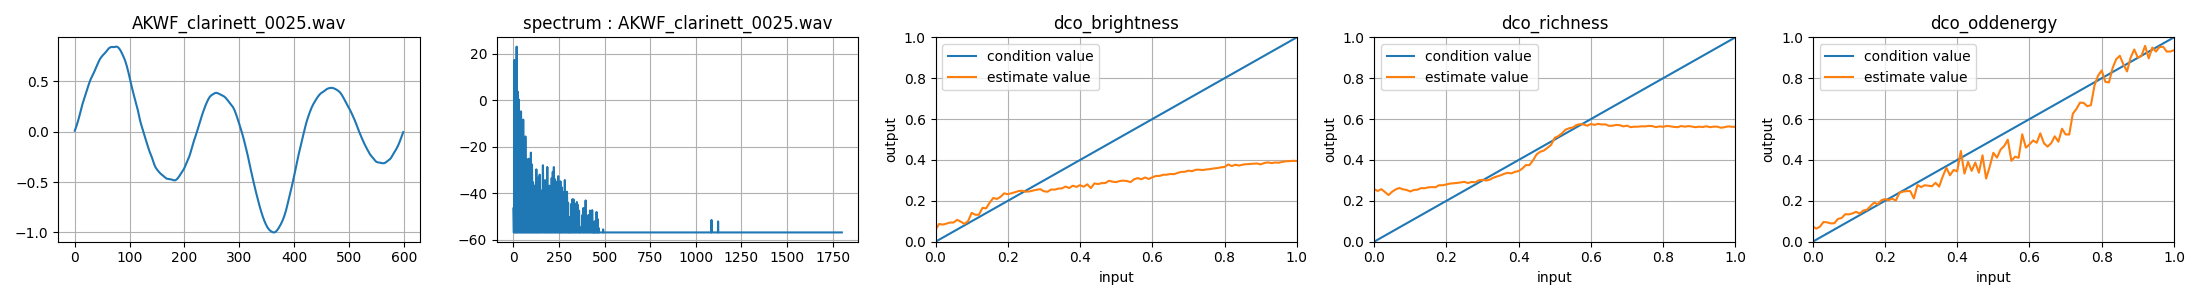 AKWF_clarinett_0025.wav
0.5
0.0
−0.5
−1.0
0 100 200 300 400 500 600
spectrum : AKWF_clarinett_0025.wav
20
0
−20
−40
−60
0 250 500 750 1000 1250 1500 1750
dco_brightness
condition value
estimate value
output
1.0
0.8
0.6
0.4
0.2
0.0
0.0 0.2 0.4 0.6 0.8 1.0
input
dco_richness
condition value
estimate value
output
1.0
0.8
0.6
0.4
0.2
0.0
0.0 0.2 0.4 0.6 0.8 1.0
input
dco_oddenergy
condition value
estimate value
output
1.0
0.8
0.6
0.4
0.2
0.0
0.0 0.2 0.4 0.6 0.8 1.0
input